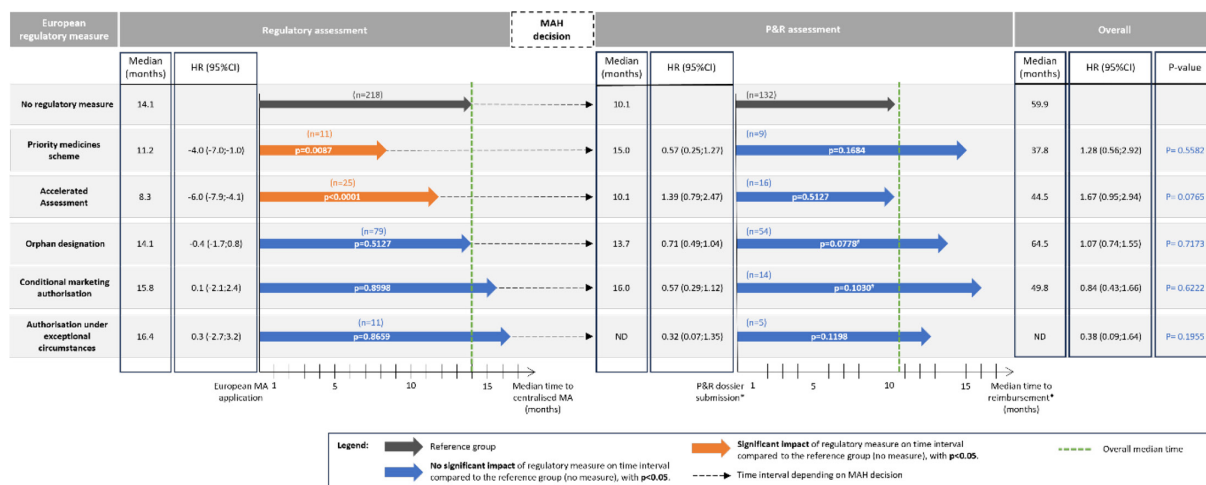 European regulatory measure
Regulatory assessment
MAH decision
P&R assessment
Overall
Median (months)
HR (95%CI)
Median (months)
HR (95%CI)
Median (months)
HR (95%CI)
P-value
No regulatory measure
14.1
(n=218)
10.1
(n=132)
59.9
Priority medicines scheme
11.2
-4.0 (-7.0;-1.0)
(n=11)
p=0.0087
15.0
0.57 (0.25;1.27)
(n=9)
p=0.1684
37.8
1.28 (0.56;2.92)
P= 0.5582
Accelerated Assessment
8.3
-6.0 (-7.9;-4.1)
(n=25)
p<0.0001
10.1
1.39 (0.79;2.47)
(n=16)
p=0.5127
44.5
1.67 (0.95;2.94)
P= 0.0765
Orphan designation
14.1
-0.4 (-1.7;0.8)
(n=79)
p=0.5127
13.7
0.71 (0.49;1.04)
(n=54)
p=0.0778
64.5
1.07 (0.74;1.55)
P= 0.7173
Conditional marketing authorisation
15.8
0.1 (-2.1;2.4)
p=0.8998
16.0
0.57 (0.29;1.12)
(n=14)
p=0.1030
49.8
0.84 (0.43;1.66)
P= 0.6222
Authorisation under exceptional circumstances
16.4
0.3 (-2.7;3.2)
(n=11)
p=0.8659
ND
0.32 (0.07;1.35)
(n=5)
p=0.1198
ND
0.38 (0.09;1.64)
P= 0.1955
European MA application
1 5 10 15
Median time to centralised MA (months)
P&R dossier submission*
1 5 10 15
Median time to reimbursement* (months)
Legend:
Reference group
No significant impact of regulatory measure on time interval
compared to the reference group (no measure), with p<0.05.
Significant impact of regulatory measure on time interval
compared to the reference group (no measure), with p<0.05.
Time interval depending on MAH decision
Overall median time